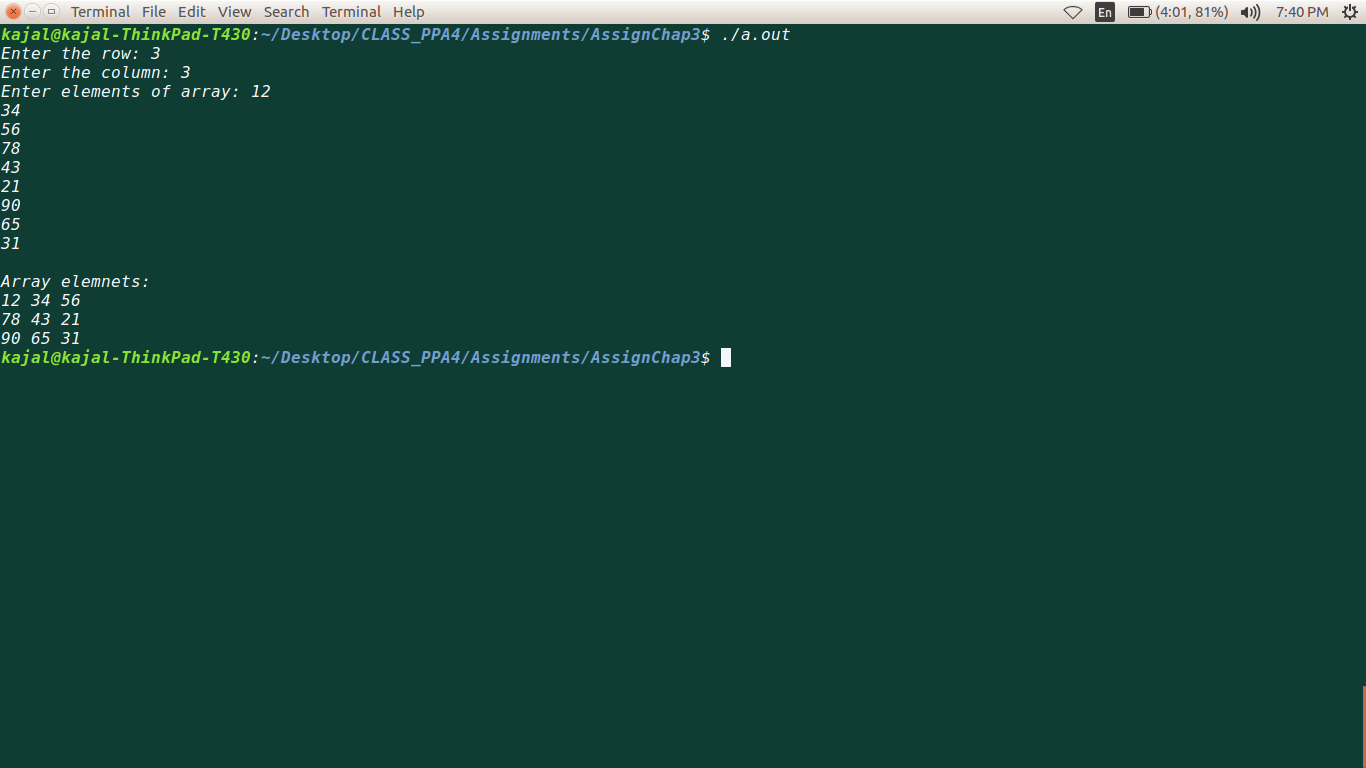 Terminal File Edit View Search Terminal Help En (4:01, 81%) 7:40 PM
kajal@kajal-ThinkPad-T430:~/Desktop/CLASS_PPA4/Assignments/AssignChap3$ ./a.out
Enter the row: 3
Enter the column: 3
Enter elements of array: 12
34
56
78
43
21
90
65
31
Array elemnets:
12 34 56
78 43 21
90 65 31
kajal@kajal-ThinkPad-T430:~/Desktop/CLASS_PPA4/Assignments/AssignChap3$